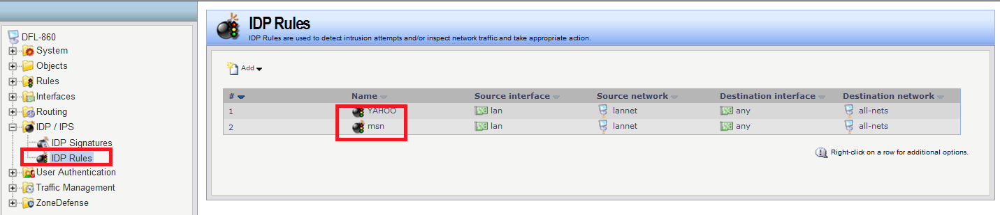 DFL-860
System
Objects
Rules
Interfaces
Routing
IDP / IPS
IDP Signatures
IDP Rules
User Authentication
Traffic Management
ZoneDefense
IDP Rules
IDP Rules are used to detect intrusion attempts and/or inspect network traffic and take appropriate action.
Add
# Name Source interface Source network Destination interface Destination network
1 YAHOO lan lannet any all-nets
2 msn lan lannet any all-nets
Right-click on a row for additional options.